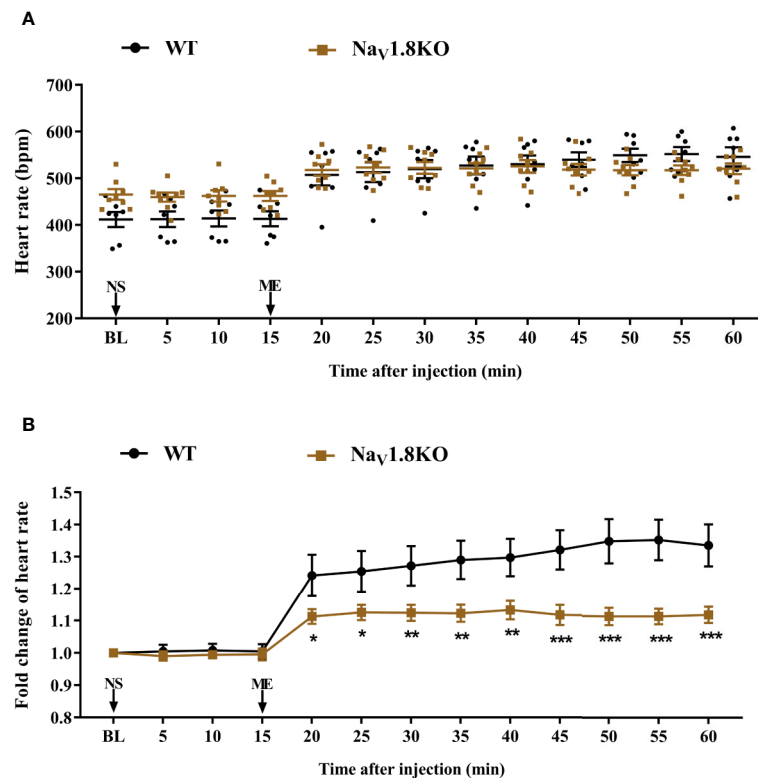 A
WT NaV1.8KO
700
600
500
400
300
200
Heart rate (bpm)
NS ME
BL 5 10 15 20 25 30 35 40 45 50 55 60
Time after injection (min)
B
WT NaV1.8KO
1.5
1.4
1.3
1.2
1.1
1.0
0.9
0.8
Fold change of heart rate
* * ** ** ** *** *** *** ***
NS ME
BL 5 10 15 20 25 30 35 40 45 50 55 60
Time after injection (min)